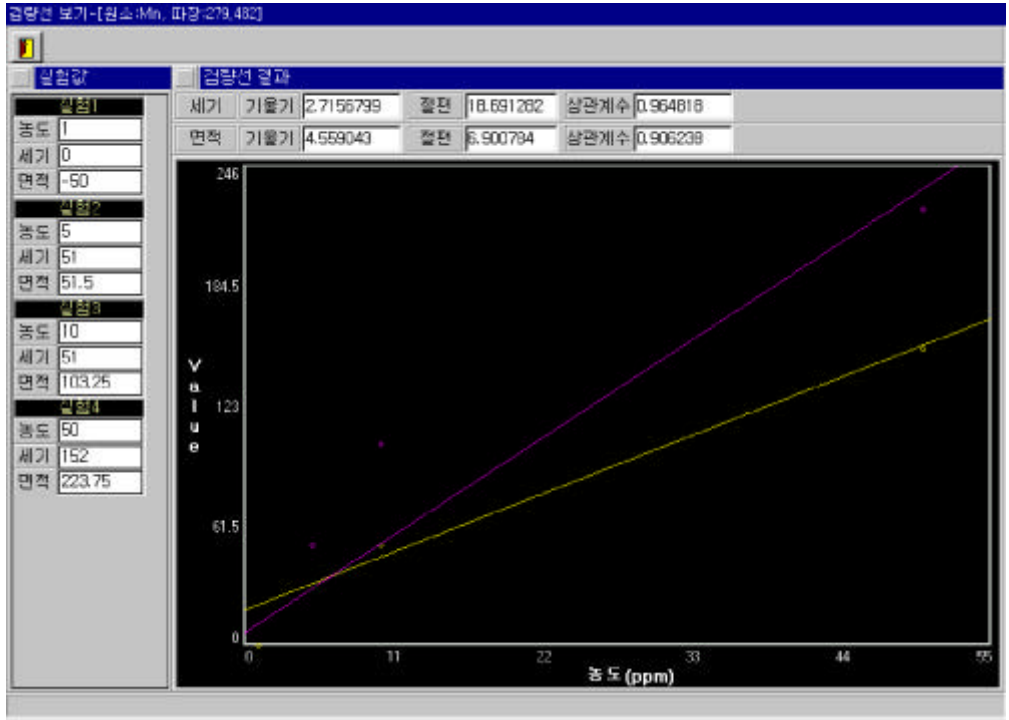 검량선 보기-[원소:Mn, 파장:279,482]
실험값
검량선 결과
실험1
농도 1
세기 0
면적 -50
실험2
농도 5
세기 51
면적 51.5
실험3
농도 10
세기 51
면적 103.25
실험4
농도 50
세기 152
면적 223.75
세기 기울기 2.7156799 절편 18.691282 상관계수 0.964818
면적 기울기 4.559043 절편 6.900784 상관계수 0.906238
246
184.5
123
61.5
0
Value
0 11 22 33 44 55
농도(ppm)